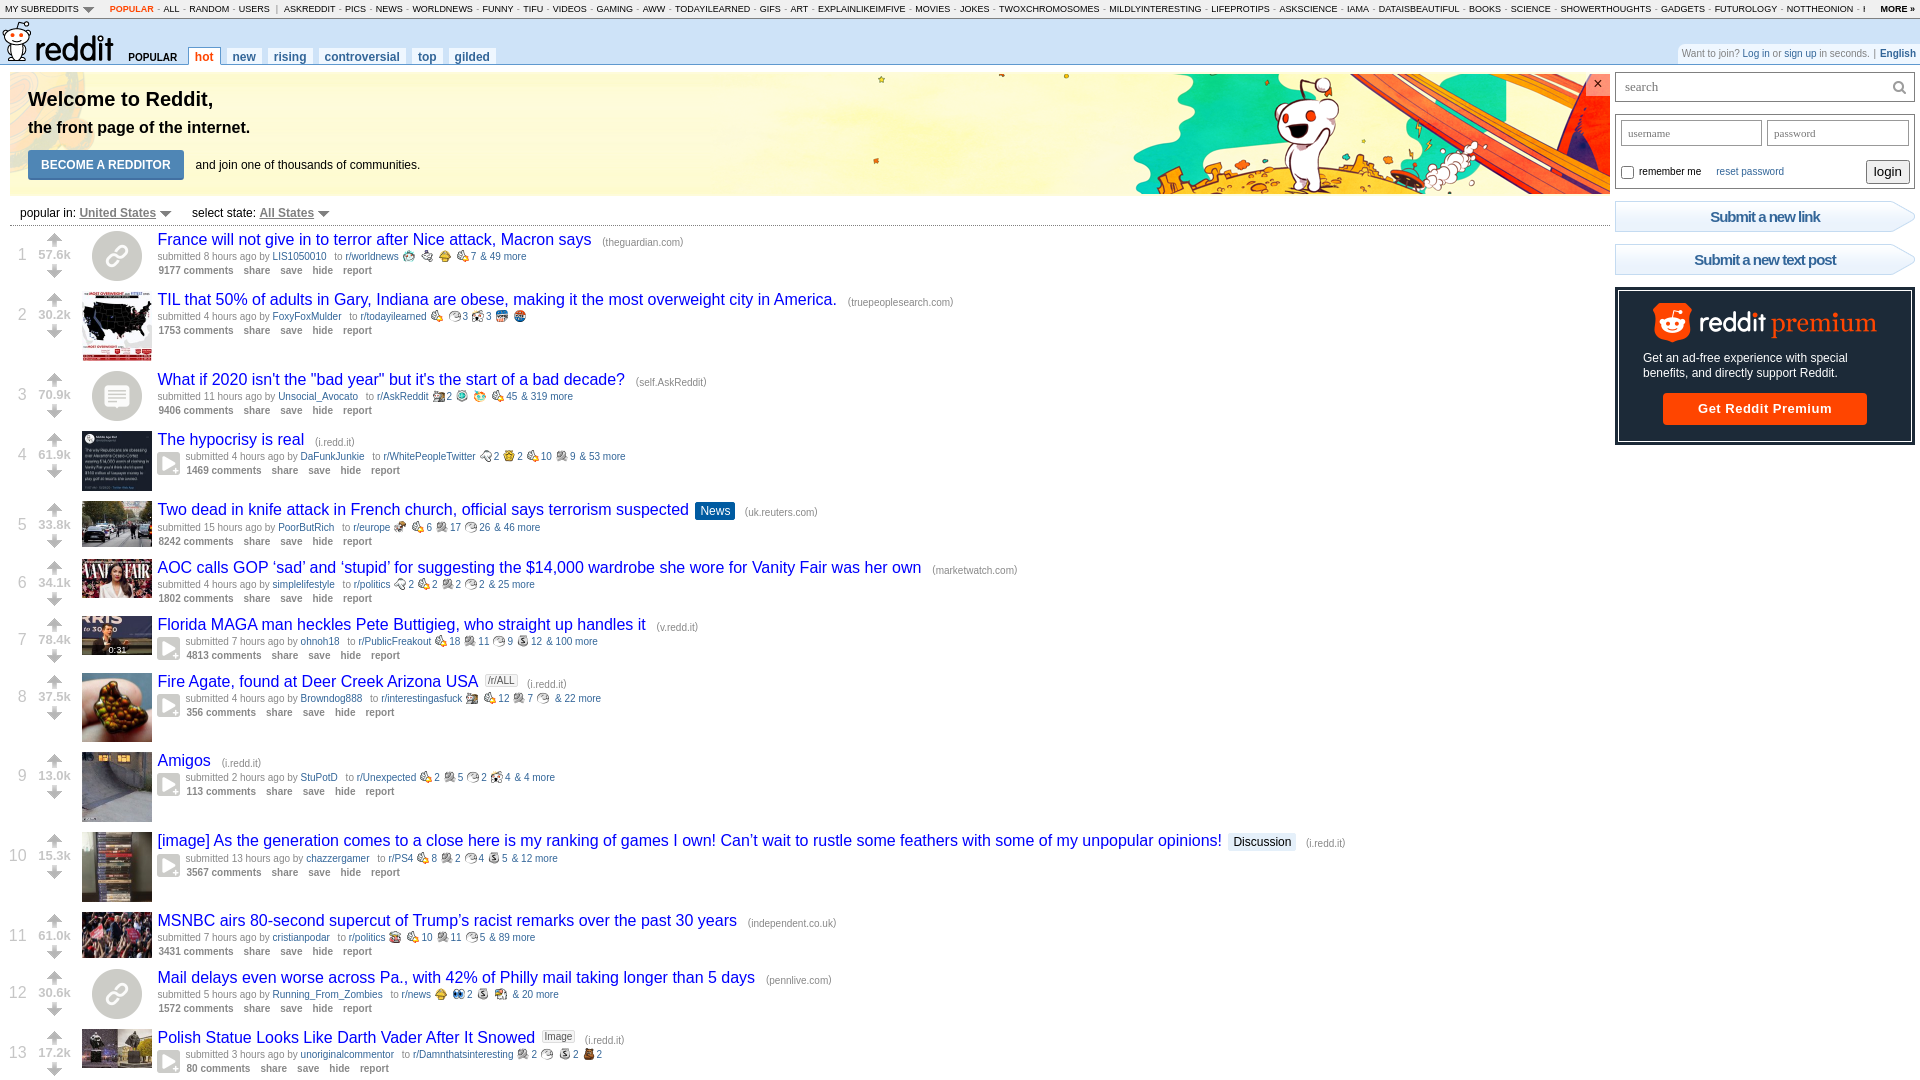 MY SUBREDDITS POPULAR - ALL - RANDOM - USERS | ASKREDDIT - PICS - NEWS - WORLDNEWS - FUNNY - TIFU - VIDEOS - GAMING - AWW - TODAYILEARNED - GIFS - ART - EXPLAINLIKEIMFIVE - MOVIES - JOKES - TWOXCHROMOSOMES - MILDLYINTERESTING - LIFEPROTIPS - ASKSCIENCE - IAMA - DATAISBEAUTIFUL - BOOKS - SCIENCE - SHOWERTHOUGHTS - GADGETS - FUTUROLOGY - NOTTHEONION - MORE »
reddit POPULAR hot new rising controversial top gilded
Want to join? Log in or sign up in seconds. | English
Welcome to Reddit,
the front page of the internet.
BECOME A REDDITOR and join one of thousands of communities.
×
search
username password
remember me reset password login
Submit a new link
Submit a new text post
reddit premium
Get an ad-free experience with special
benefits, and directly support Reddit.
Get Reddit Premium
popular in: United States select state: All States
1 57.6k
France will not give in to terror after Nice attack, Macron says (theguardian.com)
submitted 8 hours ago by LIS1050010 to r/worldnews 7 & 49 more
9177 comments share save hide report
2 30.2k
TIL that 50% of adults in Gary, Indiana are obese, making it the most overweight city in America. (truepeoplesearch.com)
submitted 4 hours ago by FoxyFoxMulder to r/todayilearned 3 3
1753 comments share save hide report
3 70.9k
What if 2020 isn't the "bad year" but it's the start of a bad decade? (self.AskReddit)
submitted 11 hours ago by Unsocial_Avocato to r/AskReddit 2 45 & 319 more
9406 comments share save hide report
4 61.9k
The hypocrisy is real (i.redd.it)
submitted 4 hours ago by DaFunkJunkie to r/WhitePeopleTwitter 2 2 10 9 & 53 more
1469 comments share save hide report
5 33.8k
Two dead in knife attack in French church, official says terrorism suspected News (uk.reuters.com)
submitted 15 hours ago by PoorButRich to r/europe 6 17 26 & 46 more
8242 comments share save hide report
6 34.1k
VANITY FAIR
AOC calls GOP ‘sad’ and ‘stupid’ for suggesting the $14,000 wardrobe she wore for Vanity Fair was her own (marketwatch.com)
submitted 4 hours ago by simplelifestyle to r/politics 2 2 2 2 & 25 more
1802 comments share save hide report
7 78.4k
0:31
Florida MAGA man heckles Pete Buttigieg, who straight up handles it (v.redd.it)
submitted 7 hours ago by ohnoh18 to r/PublicFreakout 18 11 9 12 & 100 more
4813 comments share save hide report
8 37.5k
Fire Agate, found at Deer Creek Arizona USA /r/ALL (i.redd.it)
submitted 4 hours ago by Browndog888 to r/interestingasfuck 12 7 & 22 more
356 comments share save hide report
9 13.0k
Amigos (i.redd.it)
submitted 2 hours ago by StuPotD to r/Unexpected 2 5 2 4 & 4 more
113 comments share save hide report
10 15.3k
[image] As the generation comes to a close here is my ranking of games I own! Can’t wait to rustle some feathers with some of my unpopular opinions! Discussion (i.redd.it)
submitted 13 hours ago by chazzergamer to r/PS4 8 2 4 5 & 12 more
3567 comments share save hide report
11 61.0k
MSNBC airs 80-second supercut of Trump’s racist remarks over the past 30 years (independent.co.uk)
submitted 7 hours ago by cristianpodar to r/politics 10 11 5 & 89 more
3431 comments share save hide report
12 30.6k
Mail delays even worse across Pa., with 42% of Philly mail taking longer than 5 days (pennlive.com)
submitted 5 hours ago by Running_From_Zombies to r/news 2 & 20 more
1572 comments share save hide report
13 17.2k
Polish Statue Looks Like Darth Vader After It Snowed Image (i.redd.it)
submitted 3 hours ago by unoriginalcommentor to r/Damnthatsinteresting 2 2 2
80 comments share save hide report